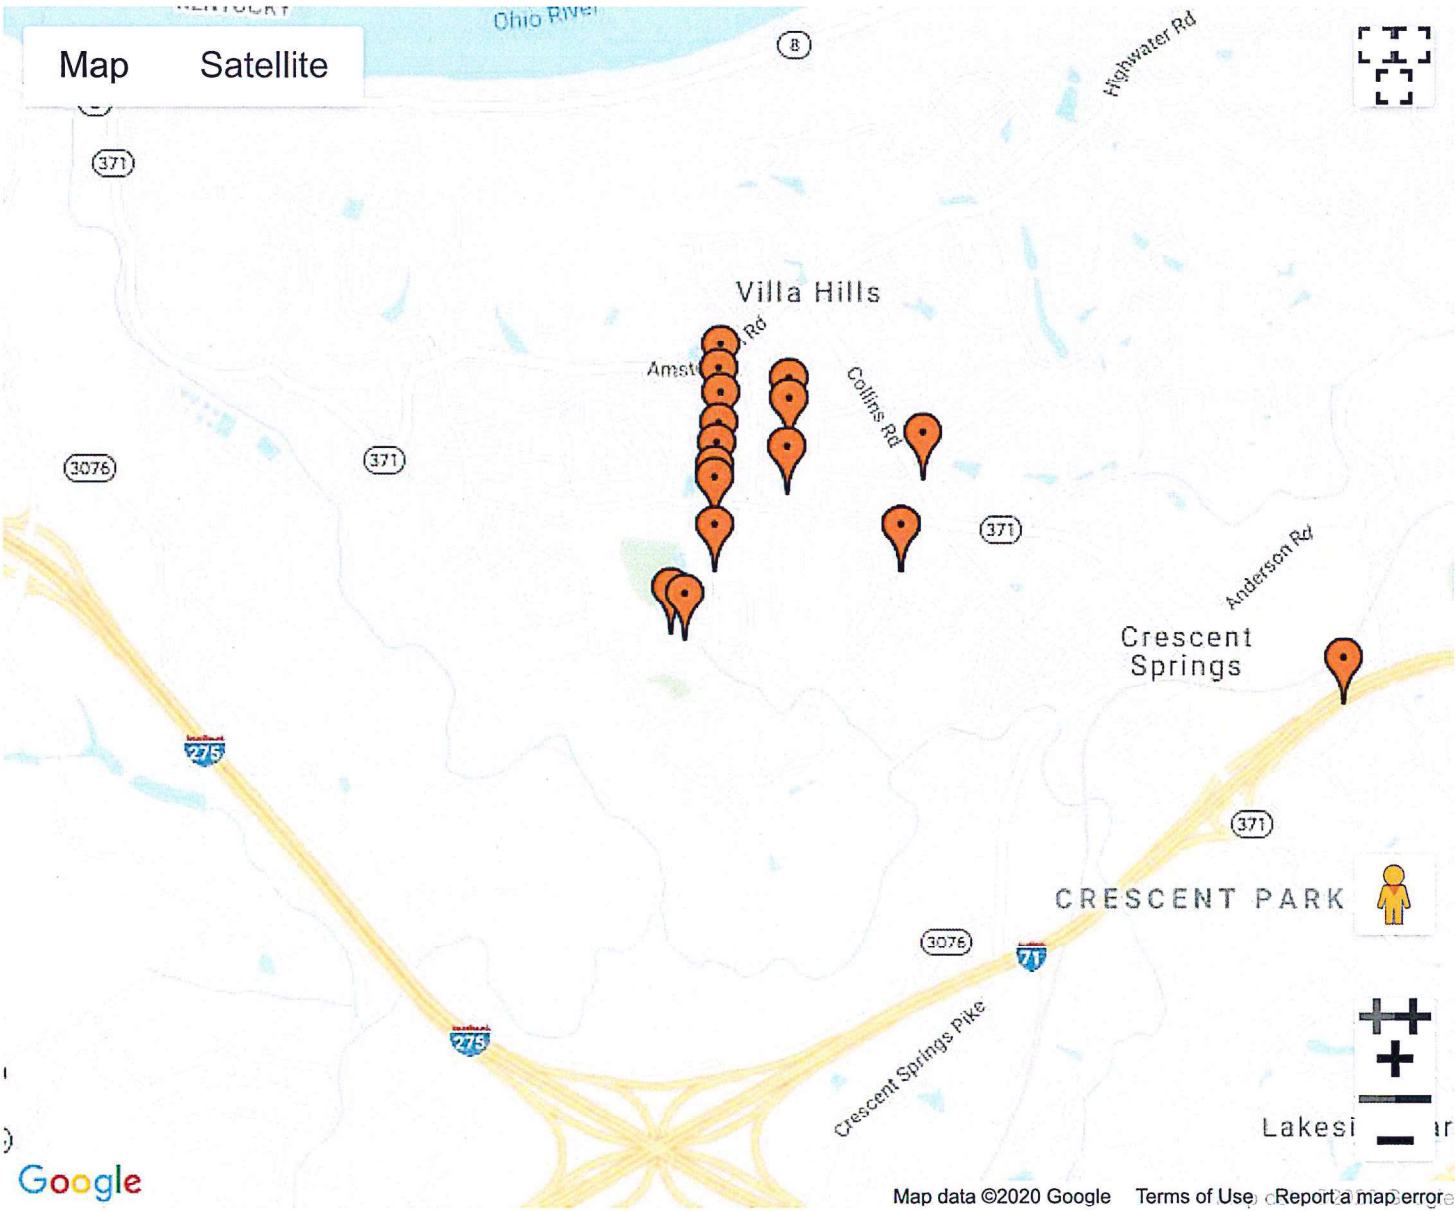 KENTUCKY
Ohio River
8
Highwater Rd
Map Satellite
371
Villa Hills
Rd
Amst
Collins Rd
3076
371
371
Anderson Rd
Crescent
Springs
275
371
CRESCENT PARK
3076
71
275
Crescent Springs Pike
Lakesi
Google
Map data ©2020 Google Terms of Use Report a map error